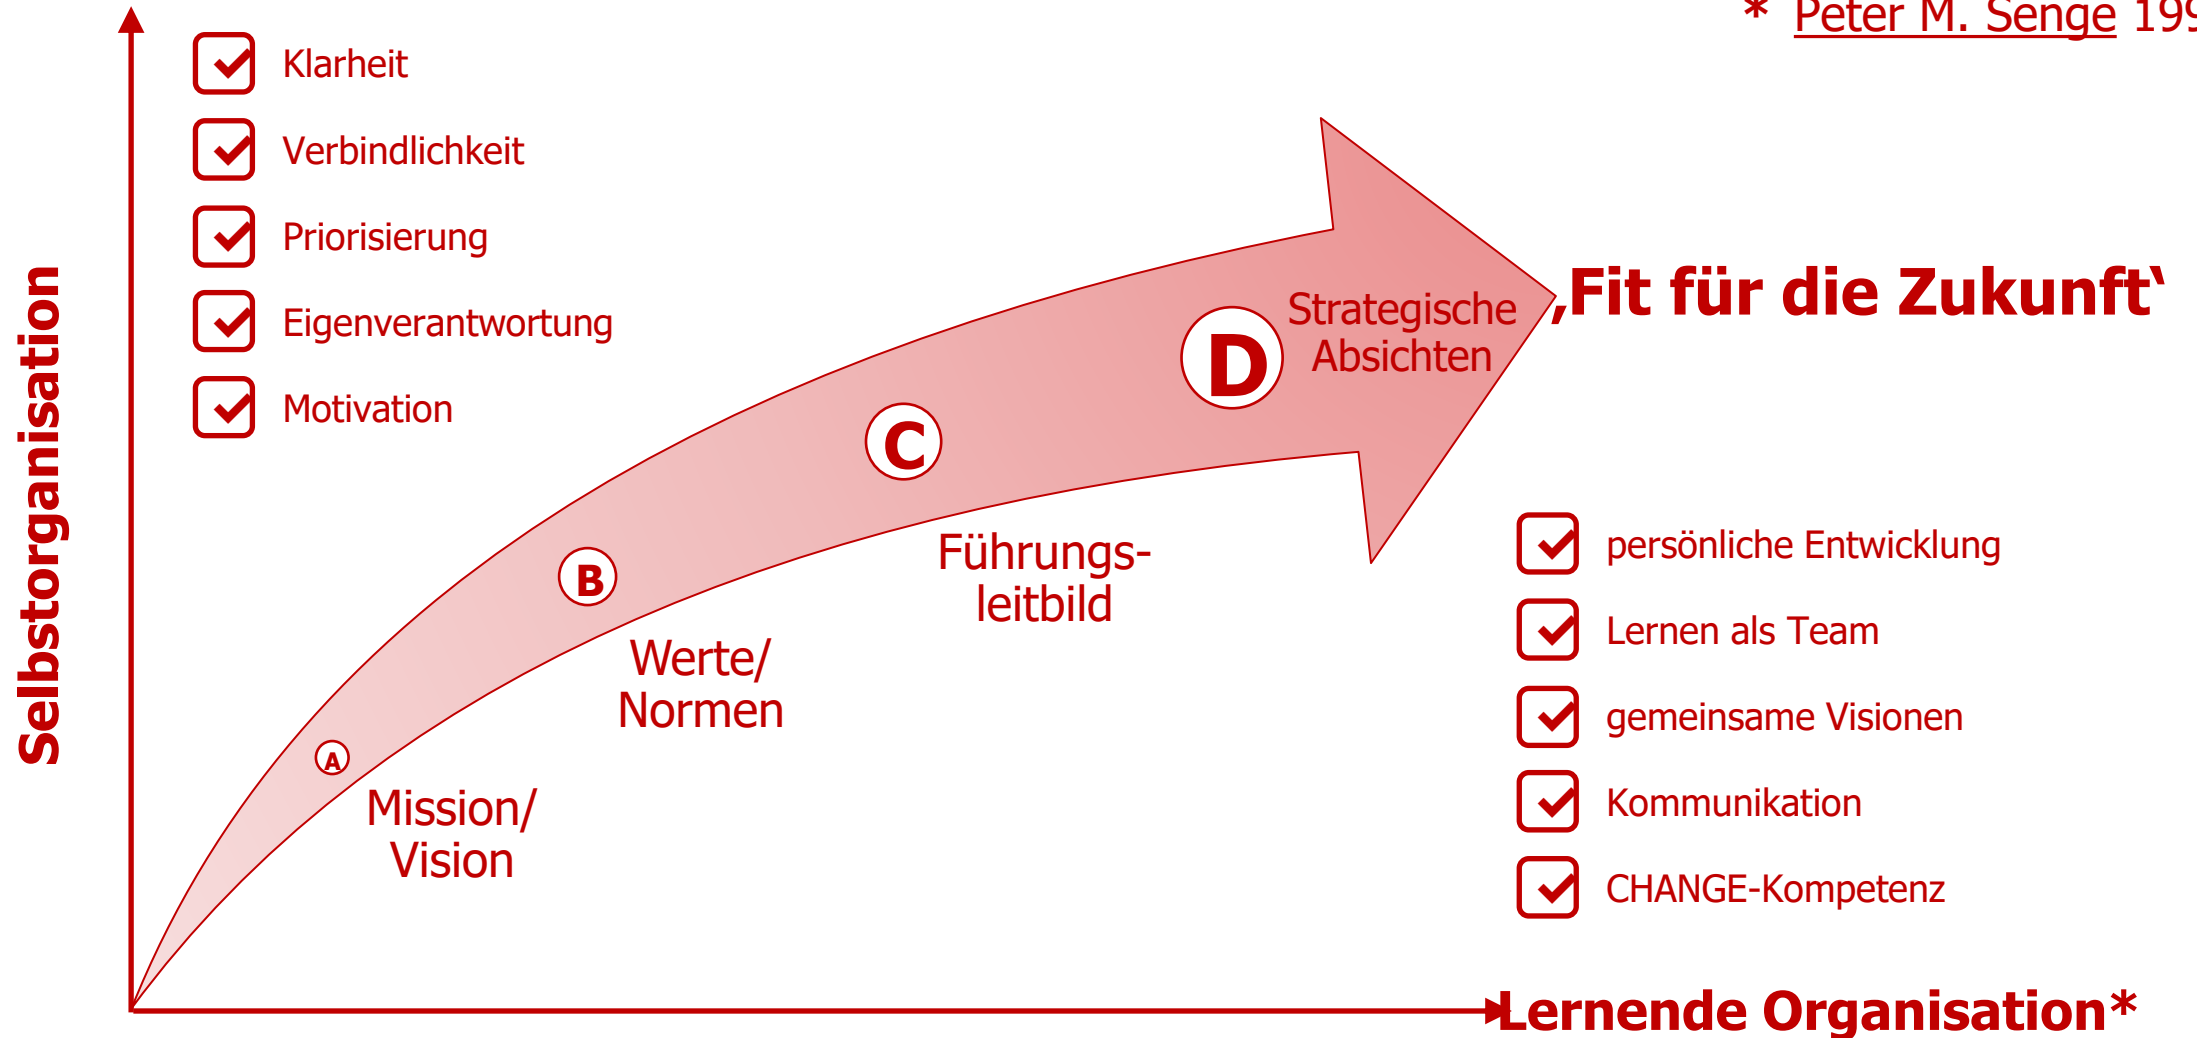 * Peter M. Senge 199
Klarheit
Verbindlichkeit
Priorisierung
Eigenverantwortung
Motivation
Selbstorganisation
‚Fit für die Zukunft‘
D
Strategische
Absichten
C
Führungs-
leitbild
B
Werte/
Normen
A
Mission/
Vision
persönliche Entwicklung
Lernen als Team
gemeinsame Visionen
Kommunikation
CHANGE-Kompetenz
Lernende Organisation*